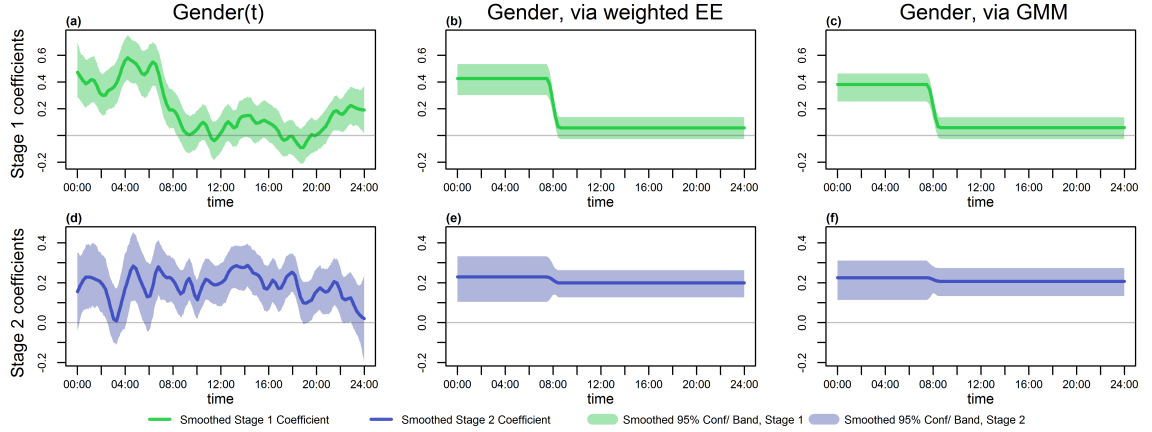 Gender(t)
Gender, via weighted EE
Gender, via GMM
(a)
(b)
(c)
Stage 1 coefficients
0.6
0.4
0.2
-0.2
0.6
0.4
0.2
-0.2
0.6
0.4
0.2
-0.2
00:00 04:00 08:00 12:00 16:00 20:00 24:00
00:00 04:00 08:00 12:00 16:00 20:00 24:00
00:00 04:00 08:00 12:00 16:00 20:00 24:00
time
time
time
(d)
(e)
(f)
Stage 2 coefficients
0.4
0.2
0.0
-0.2
0.4
0.2
0.0
-0.2
0.4
0.2
0.0
-0.2
00:00 04:00 08:00 12:00 16:00 20:00 24:00
00:00 04:00 08:00 12:00 16:00 20:00 24:00
00:00 04:00 08:00 12:00 16:00 20:00 24:00
time
time
time
Smoothed Stage 1 Coefficient
Smoothed Stage 2 Coefficient
Smoothed 95% Conf/ Band, Stage 1
Smoothed 95% Conf/ Band, Stage 2